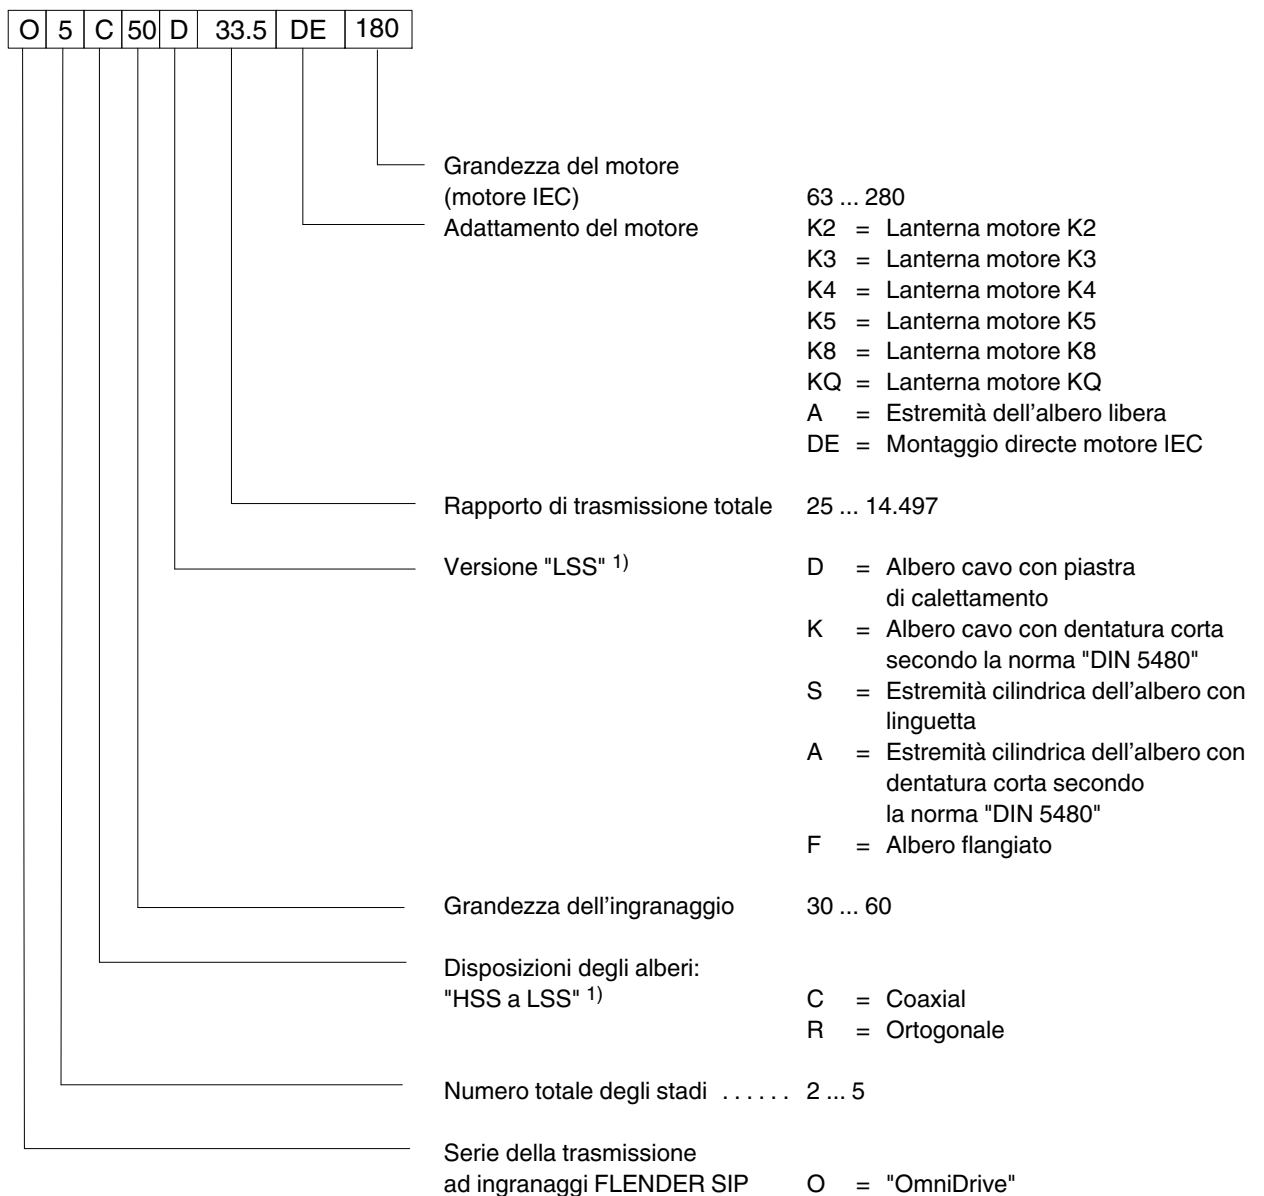 O 5 C 50 D 33.5 DE 180
Grandezza del motore
(motore IEC) 63 ... 280
Adattamento del motore K2 = Lanterna motore K2
K3 = Lanterna motore K3
K4 = Lanterna motore K4
K5 = Lanterna motore K5
K8 = Lanterna motore K8
KQ = Lanterna motore KQ
A = Estremità dell'albero libera
DE = Montaggio directe motore IEC
Rapporto di trasmissione totale 25 ... 14.497
Versione "LSS" 1) D = Albero cavo con piastra
di calettamento
K = Albero cavo con dentatura corta
secondo la norma "DIN 5480"
S = Estremità cilindrica dell'albero con
linguetta
A = Estremità cilindrica dell'albero con
dentatura corta secondo
la norma "DIN 5480"
F = Albero flangiato
Grandezza dell'ingranaggio 30 ... 60
Disposizioni degli alberi:
"HSS a LSS" 1) C = Coaxial
R = Ortogonale
Numero totale degli stadi ...... 2 ... 5
Serie della trasmissione
ad ingranaggi FLENDER SIP O = "OmniDrive"